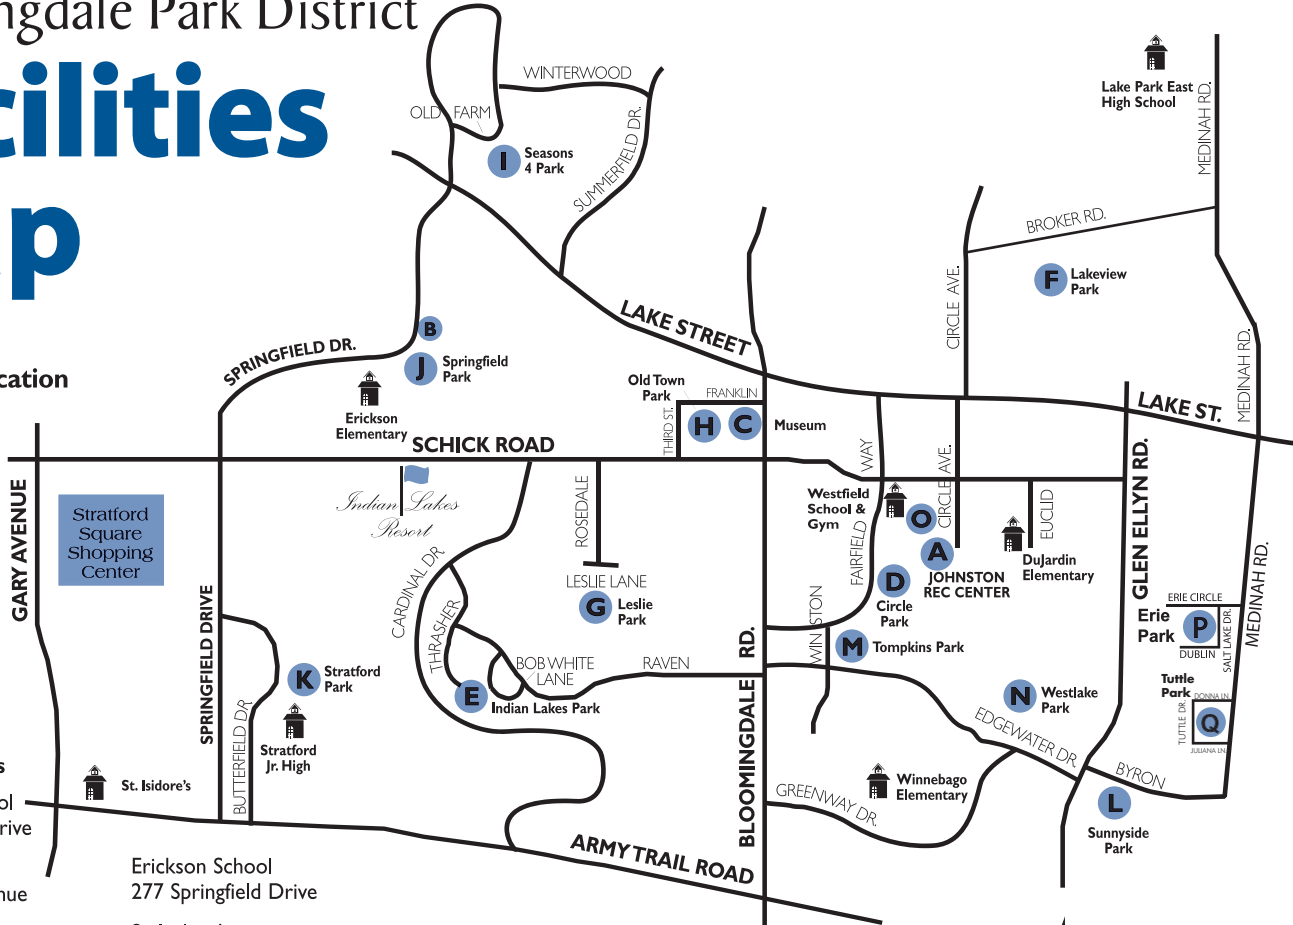 ngdale Park District
cilities
p
cation
WINTERWOOD
OLD FARM
SUMMERFIELD DR.
I
Seasons
4 Park
Lake Park East
High School
MEDINAH RD.
BROKER RD.
F
Lakeview
Park
CIRCLE AVE.
MEDINAH RD.
LAKE STREET
LAKE ST.
B
SPRINGFIELD DR.
J
Springfield
Park
Erickson
Elementary
Old Town
Park
FRANKLIN
THIRD ST.
H
C
Museum
SCHICK ROAD
Indian Lakes
Resort
GARY AVENUE
Stratford
Square
Shopping
Center
ROSEDALE
LESLIE LANE
G
Leslie
Park
WAY
FAIRFIELD
CIRCLE AVE.
Westfield
School &
Gym
O
A
JOHNSTON
REC CENTER
D
Circle
Park
EUCLID
DuJardin
Elementary
GLEN ELLYN RD.
MEDINAH RD.
ERIE CIRCLE
Erie
Park
P
DUBLIN
SALT LAKE DR.
Tuttle
Park
DONNA LN.
TUTTLE DR.
Q
JULIANA LN.
CARDINAL DR.
THRASHER
BOB WHITE
LANE
RAVEN
E
Indian Lakes Park
WINSTON
M
Tompkins Park
BLOOMINGDALE RD.
N
Westlake
Park
EDGEWATER DR.
BYRON
L
Sunnyside
Park
GREENWAY DR.
Winnebago
Elementary
SPRINGFIELD DRIVE
K
Stratford
Park
BUTTERFIELD DR.
Stratford
Jr. High
St. Isidore's
ARMY TRAIL ROAD
s
ol
rive
nue
Erickson School
277 Springfield Drive